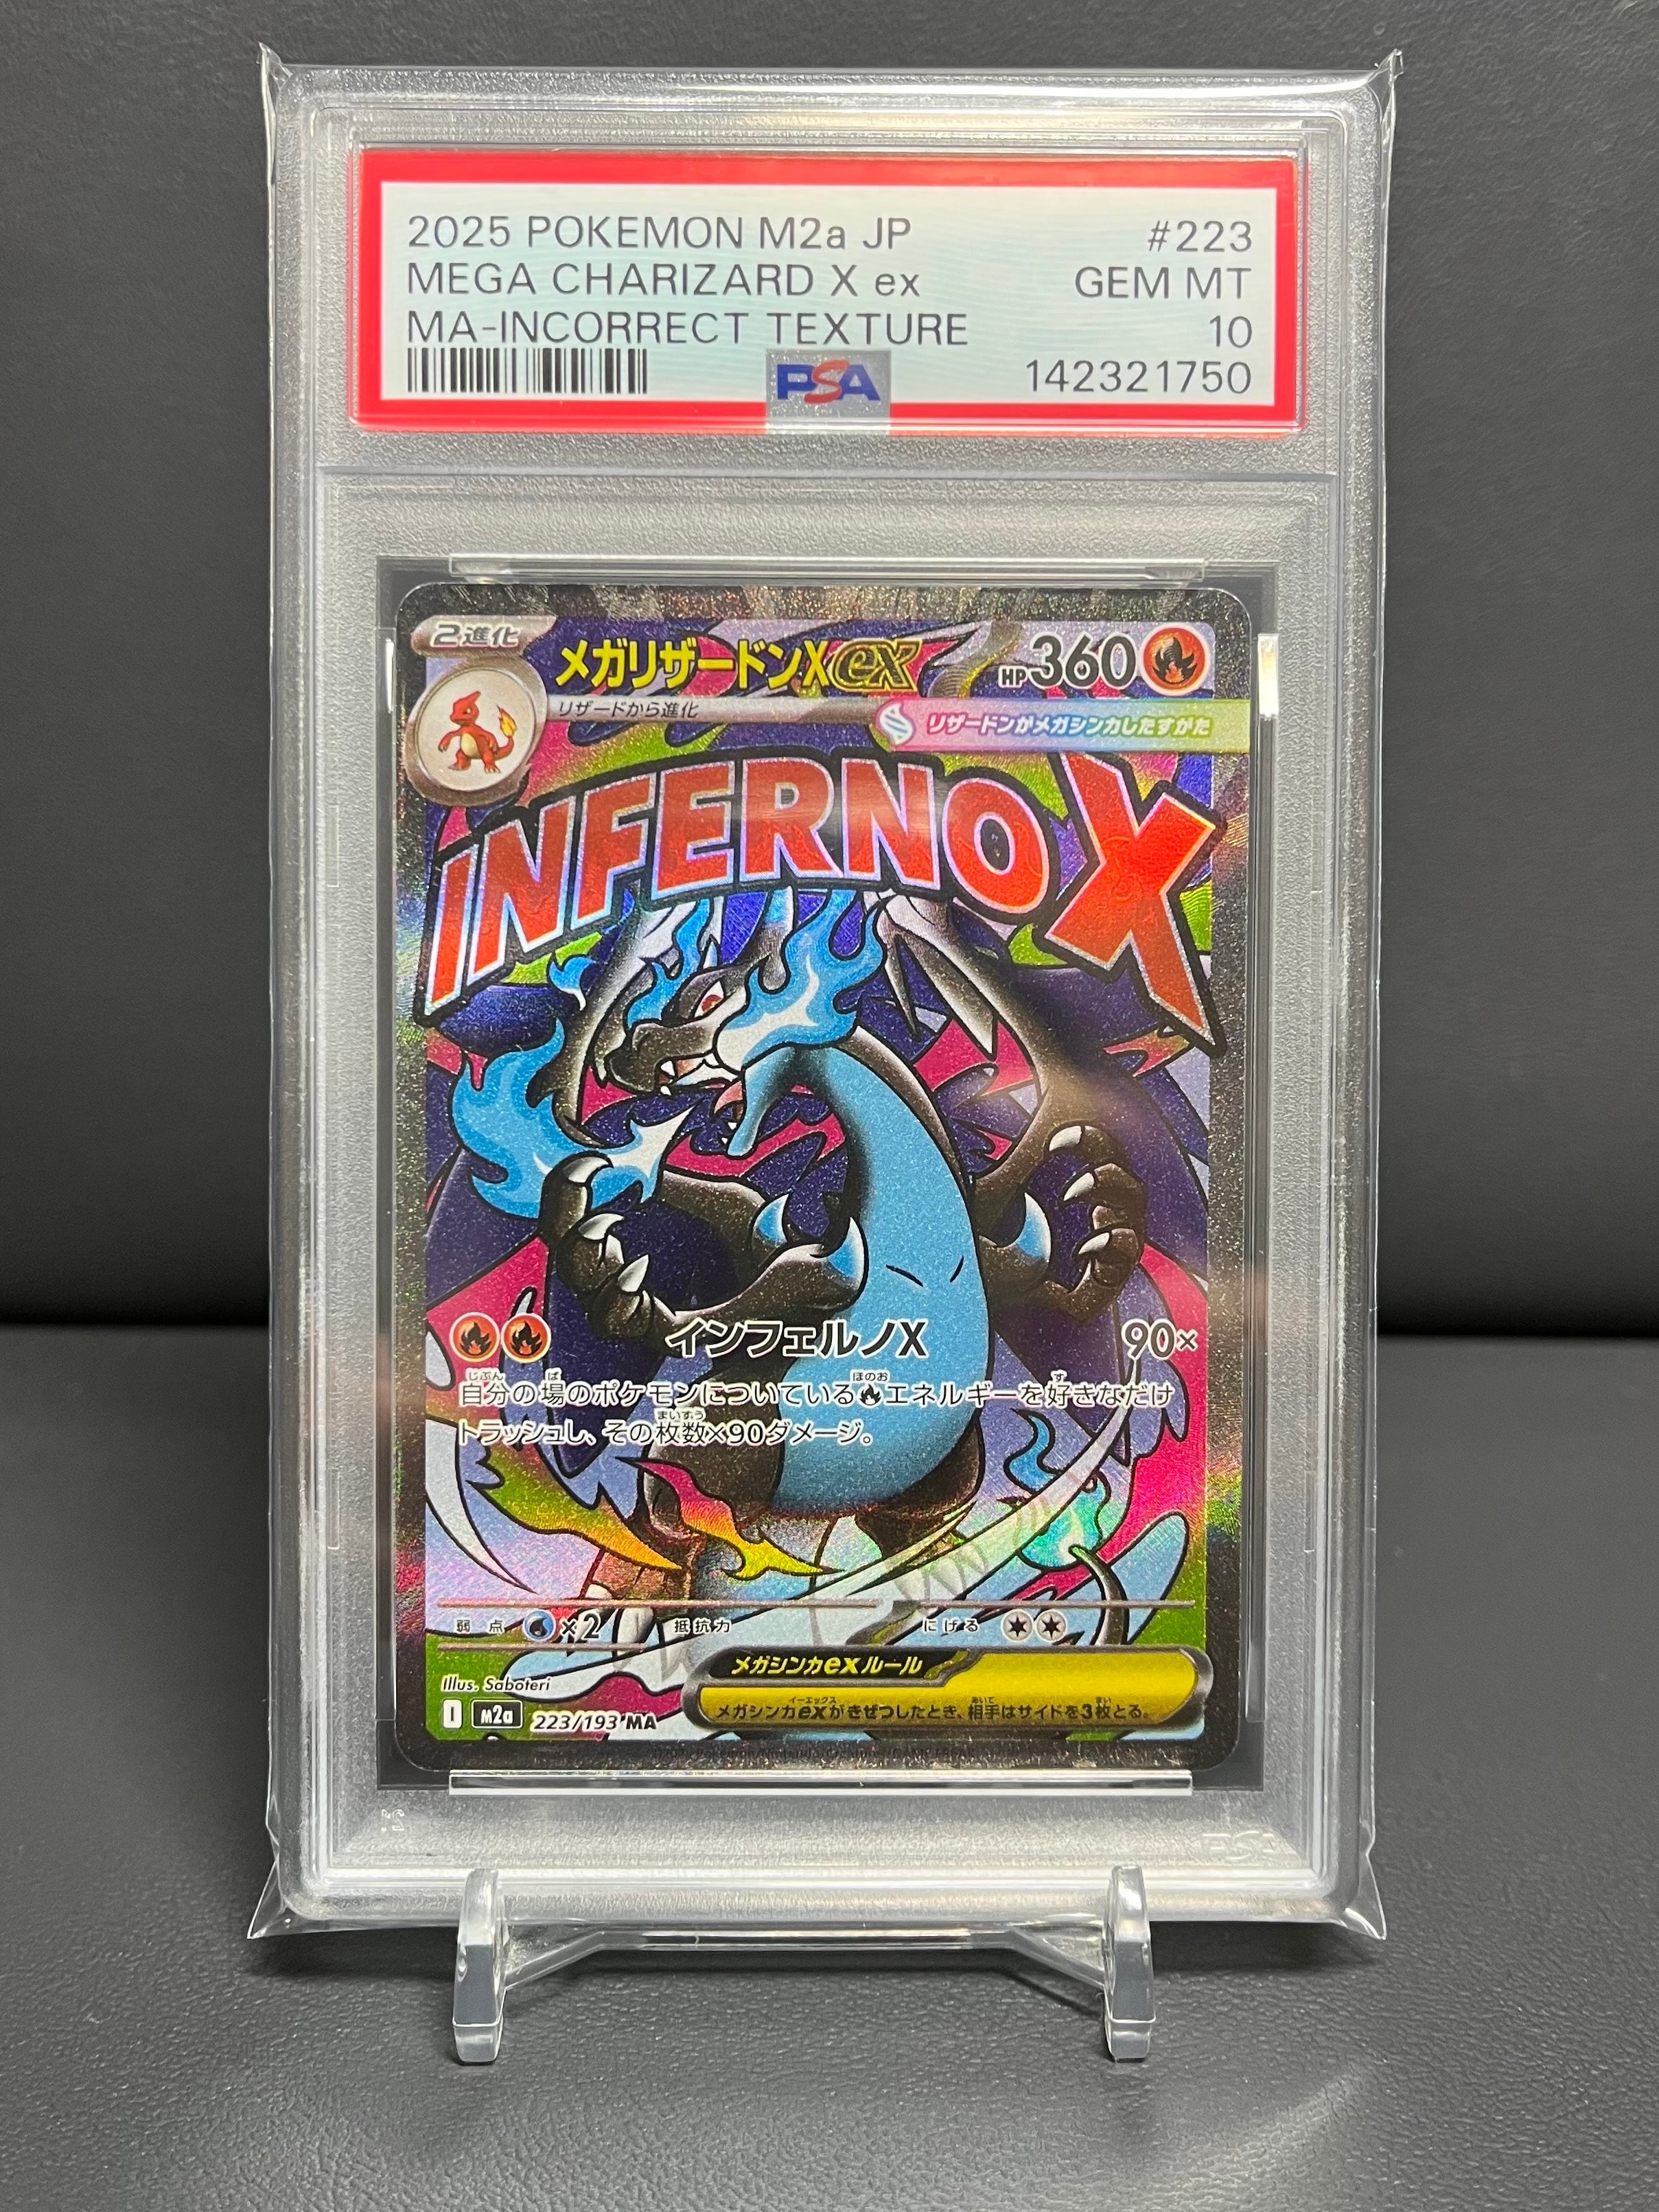 2025 POKEMON M2a JP #223
MEGA CHARIZARD X ex GEM MT
MA-INCORRECT TEXTURE 10
PSA 142321750
2進化
メガリザードンXex HP360
リザードから進化
リザードンがメガシンカしたすがた
INFERNO X
インフェルノX 90×
自分の場のポケモンについているエネルギーを好きなだけ
トラッシュし、その枚数×90ダメージ。
弱点 ×2 抵抗力 にげる
メガシンカexルール
メガシンカexがきぜつしたとき、相手はサイドを3枚とる。
Illus. Saboteri
I m2a 223/193 MA